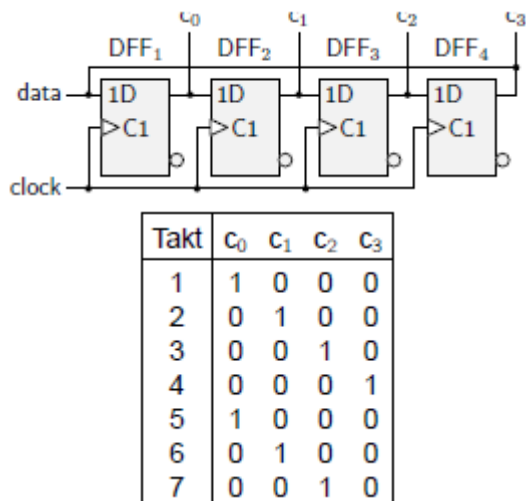 c₀ c₁ c₂ c₃
DFF₁ DFF₂ DFF₃ DFF₄
data 1D 1D 1D 1D
C1 C1 C1 C1
clock
Takt c₀ c₁ c₂ c₃
1 1 0 0 0
2 0 1 0 0
3 0 0 1 0
4 0 0 0 1
5 1 0 0 0
6 0 1 0 0
7 0 0 1 0